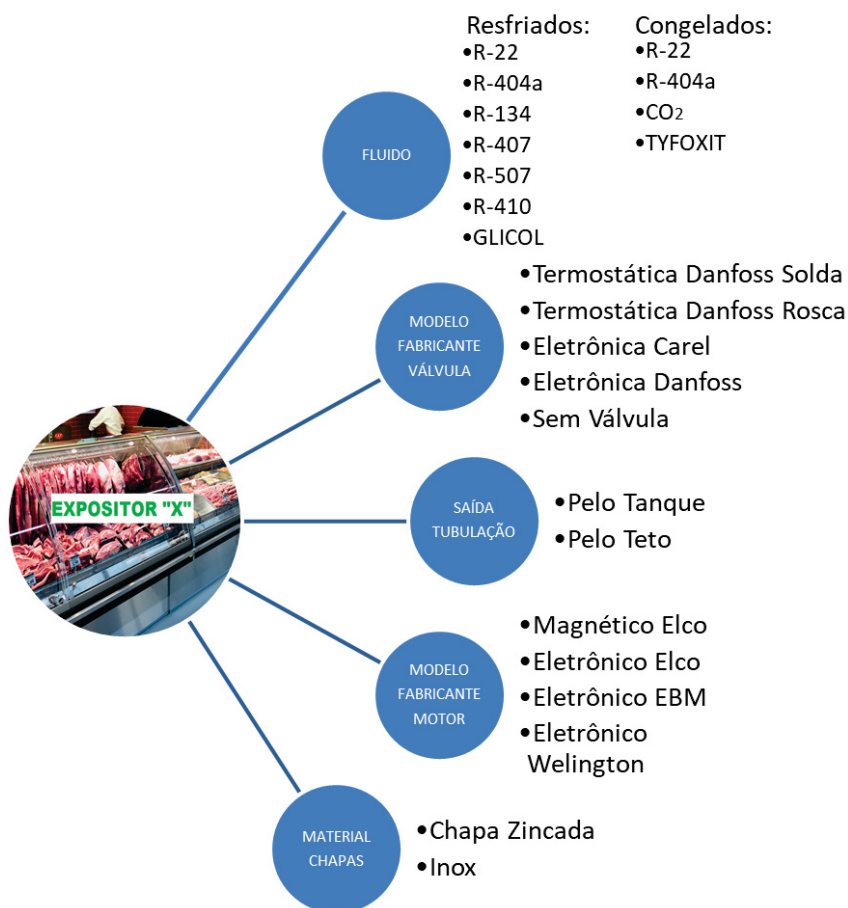 Resfriados:
•R-22
•R-404a
•R-134
•R-407
•R-507
•R-410
•GLICOL
Congelados:
•R-22
•R-404a
•CO₂
•TYFOXIT
FLUIDO
MODELO
FABRICANTE
VÁLVULA
•Termostática Danfoss Solda
•Termostática Danfoss Rosca
•Eletrônica Carel
•Eletrônica Danfoss
•Sem Válvula
EXPOSITOR "X"
SAÍDA
TUBULAÇÃO
•Pelo Tanque
•Pelo Teto
MODELO
FABRICANTE
MOTOR
•Magnético Elco
•Eletrônico Elco
•Eletrônico EBM
•Eletrônico
Welington
MATERIAL
CHAPAS
•Chapa Zincada
•Inox